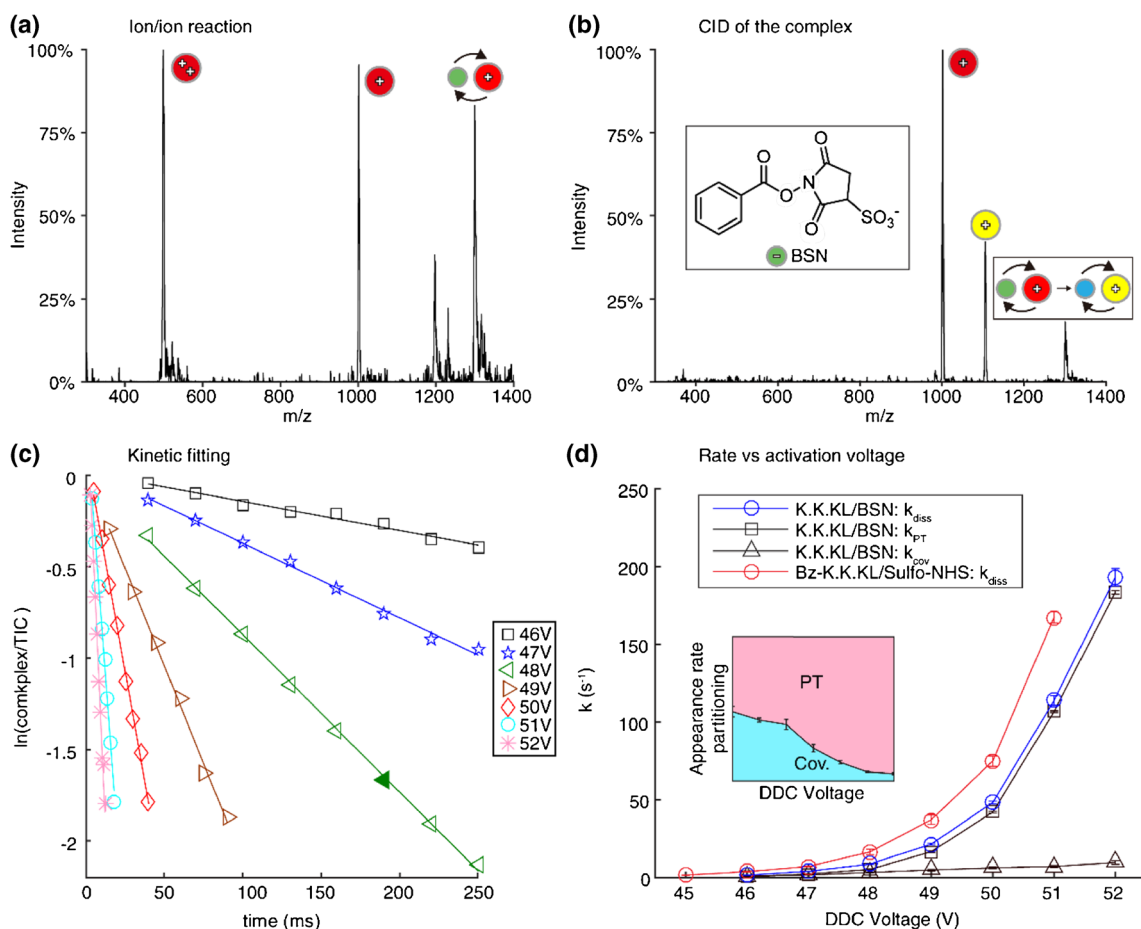 (a)
Ion/ion reaction
100%
75%
50%
25%
0%
Intensity
400
600
800
1000
1200
1400
m/z
(b)
CID of the complex
100%
75%
50%
25%
0%
Intensity
O
O
O
N
O
SO₃⁻
BSN
400
600
800
1000
1200
1400
m/z
(c)
Kinetic fitting
0
-0.5
-1
-1.5
-2
ln(comkplex/TIC)
46V
47V
48V
49V
50V
51V
52V
0
50
100
150
200
250
time (ms)
(d)
Rate vs activation voltage
250
200
150
100
50
0
k (s⁻¹)
K.K.KL/BSN: k_diss
K.K.KL/BSN: k_PT
K.K.KL/BSN: k_cov
Bz-K.K.KL/Sulfo-NHS: k_diss
Appearance rate
partitioning
PT
Cov.
DDC Voltage
45
46
47
48
49
50
51
52
DDC Voltage (V)